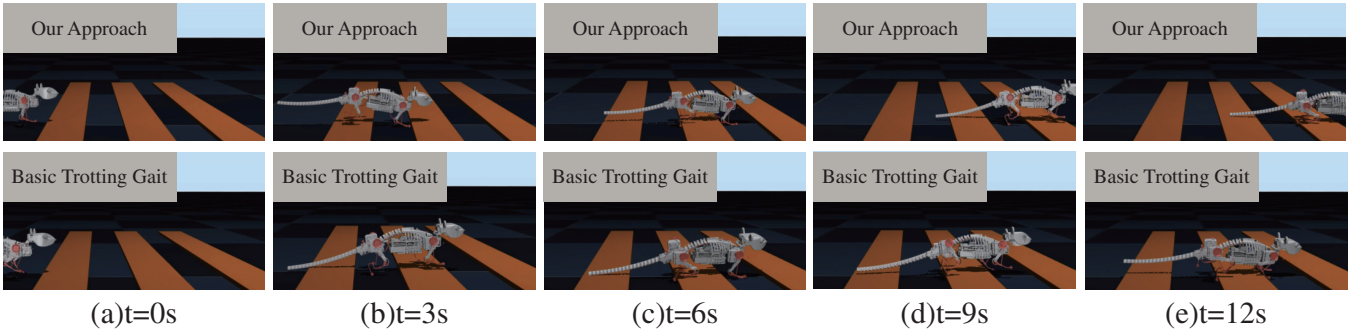 Our Approach
Our Approach
Our Approach
Our Approach
Our Approach
Basic Trotting Gait
Basic Trotting Gait
Basic Trotting Gait
Basic Trotting Gait
Basic Trotting Gait
(a)t=0s
(b)t=3s
(c)t=6s
(d)t=9s
(e)t=12s